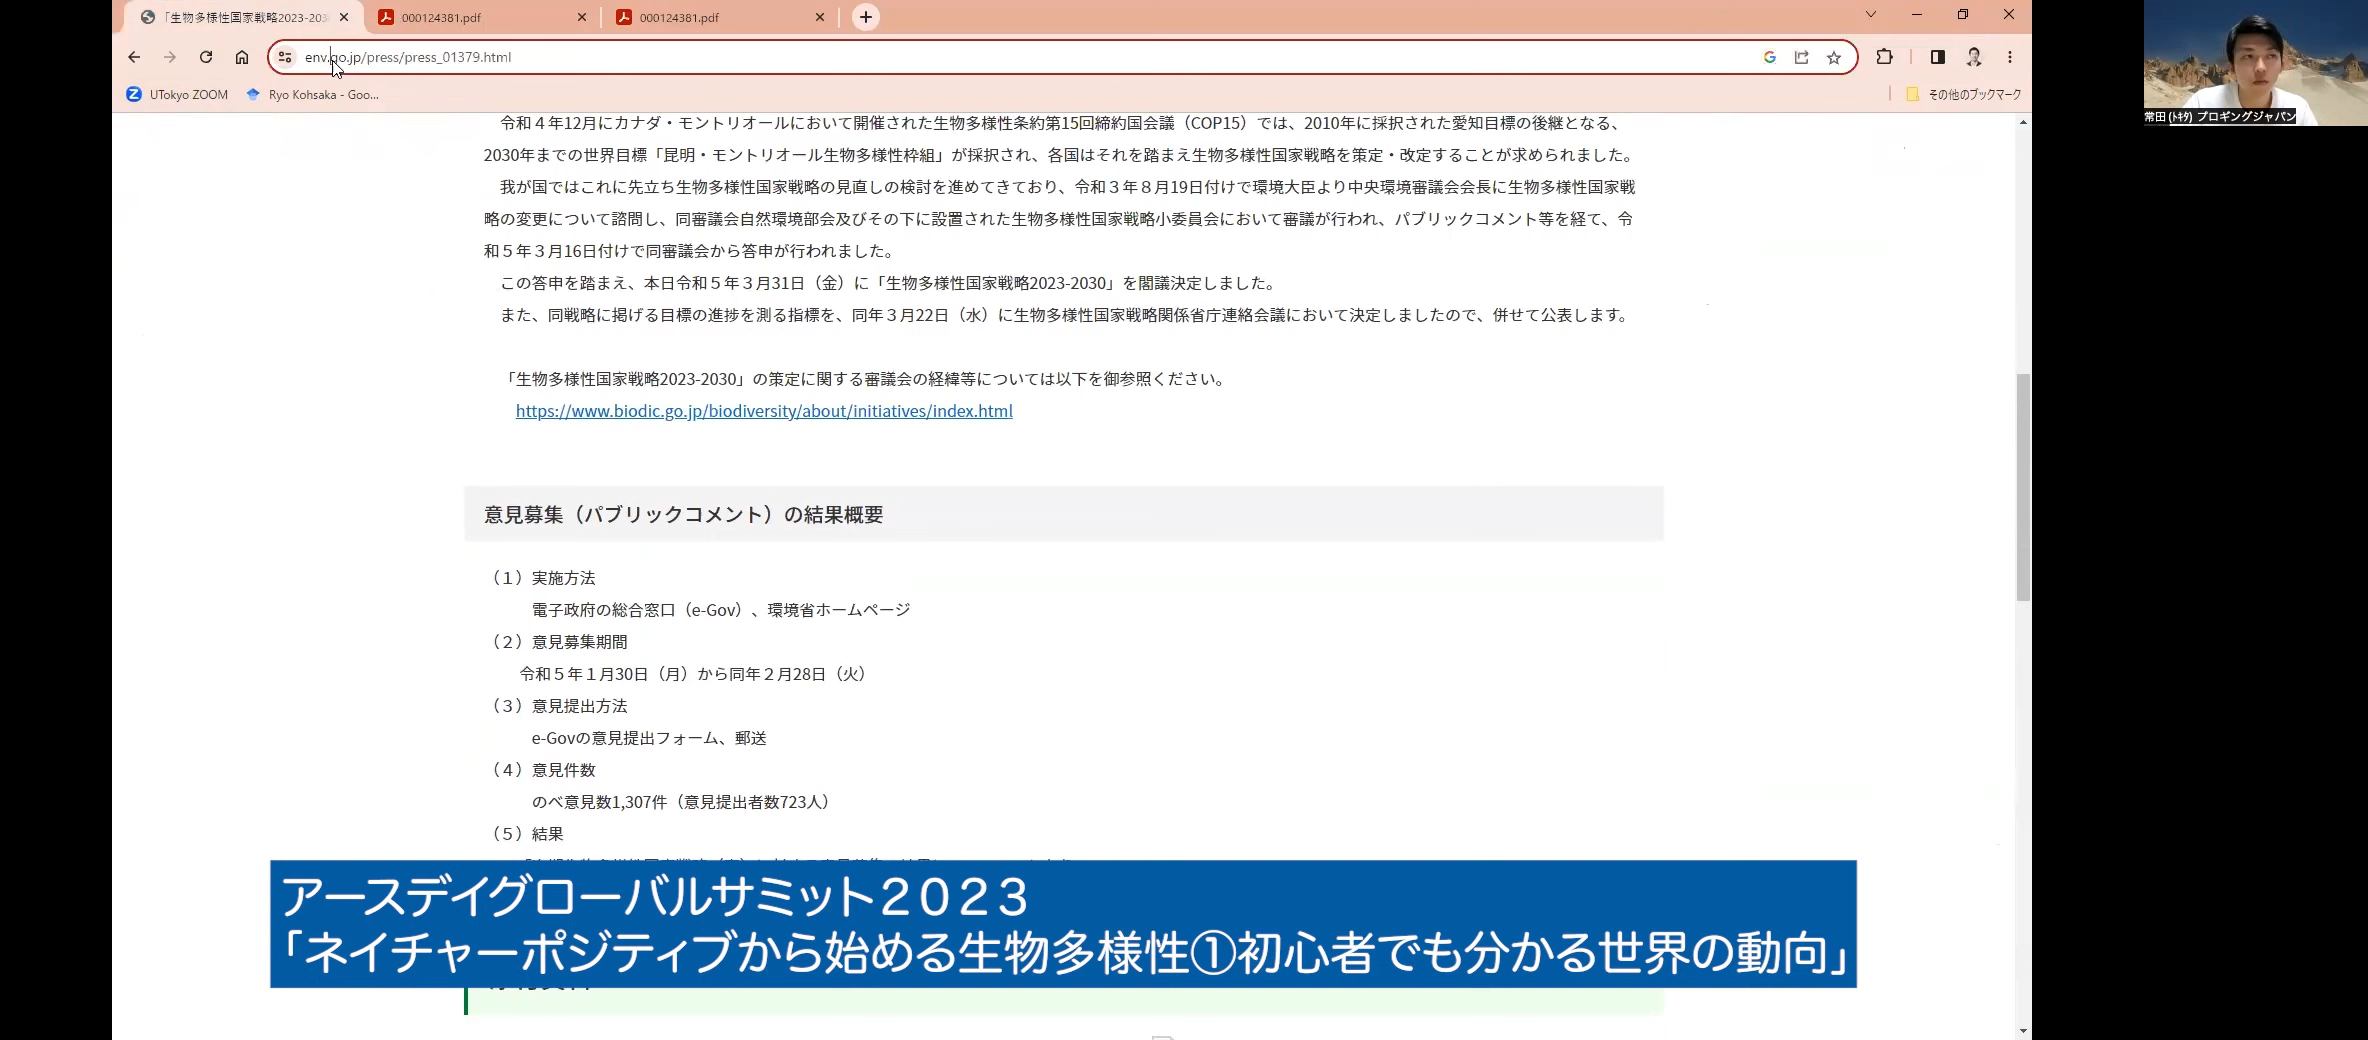 「生物多様性国家戦略2023-203
000124381.pdf
000124381.pdf
env.go.jp/press/press_01379.html
UTokyo ZOOM
Ryo Kohsaka - Goo...
その他のブックマーク
常田 (ﾄｷﾀ) プロギングジャパン
令和４年12月にカナダ・モントリオールにおいて開催された生物多様性条約第15回締約国会議（COP15）では、2010年に採択された愛知目標の後継となる、
2030年までの世界目標「昆明・モントリオール生物多様性枠組」が採択され、各国はそれを踏まえ生物多様性国家戦略を策定・改定することが求められました。
我が国ではこれに先立ち生物多様性国家戦略の見直しの検討を進めてきており、令和３年８月19日付けで環境大臣より中央環境審議会会長に生物多様性国家戦
略の変更について諮問し、同審議会自然環境部会及びその下に設置された生物多様性国家戦略小委員会において審議が行われ、パブリックコメント等を経て、令
和５年３月16日付けで同審議会から答申が行われました。
この答申を踏まえ、本日令和５年３月31日（金）に「生物多様性国家戦略2023-2030」を閣議決定しました。
また、同戦略に掲げる目標の進捗を測る指標を、同年３月22日（水）に生物多様性国家戦略関係省庁連絡会議において決定しましたので、併せて公表します。
「生物多様性国家戦略2023-2030」の策定に関する審議会の経緯等については以下を御参照ください。
https://www.biodic.go.jp/biodiversity/about/initiatives/index.html
意見募集（パブリックコメント）の結果概要
（１）実施方法
電子政府の総合窓口（e-Gov）、環境省ホームページ
（２）意見募集期間
令和５年１月30日（月）から同年２月28日（火）
（３）意見提出方法
e-Govの意見提出フォーム、郵送
（４）意見件数
のべ意見数1,307件（意見提出者数723人）
（５）結果
アースデイグローバルサミット２０２３
「ネイチャーポジティブから始める生物多様性①初心者でも分かる世界の動向」